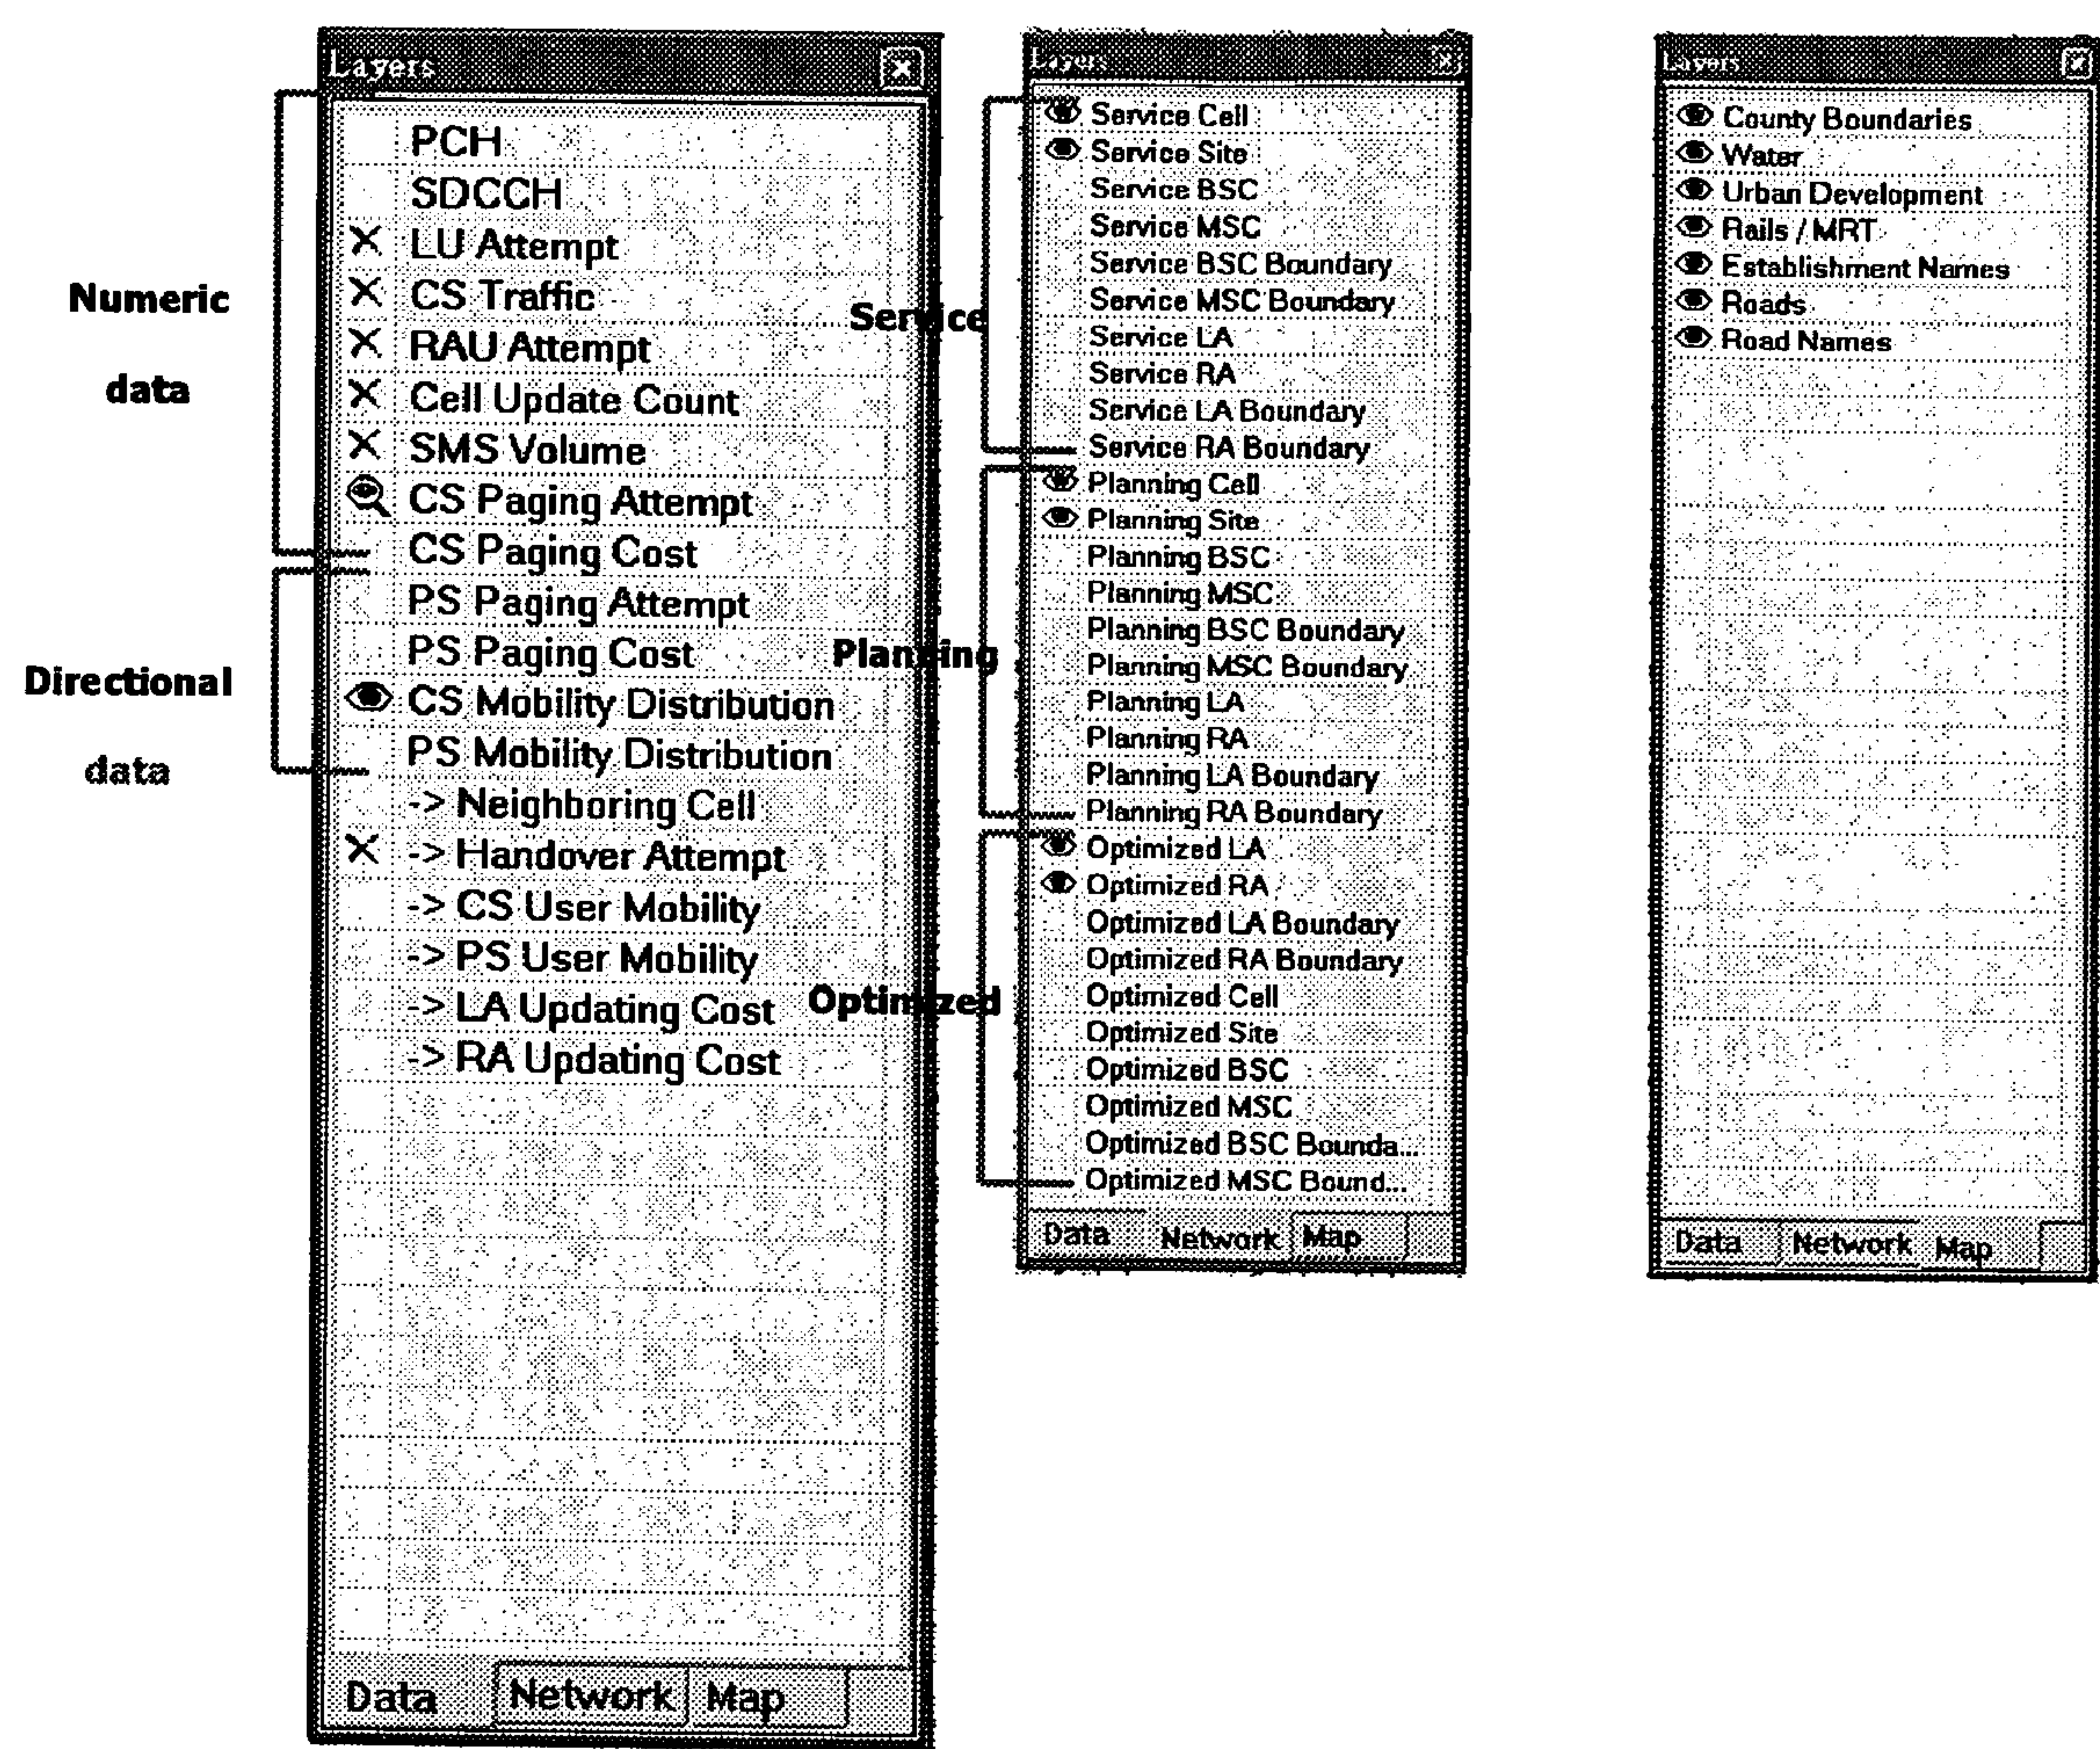 Numeric
data
Directional
data
Layers
PCH
SDCCH
LU Attempt
CS Traffic
RAU Attempt
Cell Update Count
SMS Volume
CS Paging Attempt
CS Paging Cost
PS Paging Attempt
PS Paging Cost
CS Mobility Distribution
PS Mobility Distribution
-> Neighboring Cell
-> Handover Attempt
-> CS User Mobility
-> PS User Mobility
-> LA Updating Cost
-> RA Updating Cost
Data Network Map
Service
Planning
Optimized
Layers
Service Cell
Service Site
Service BSC
Service MSC
Service BSC Boundary
Service MSC Boundary
Service LA
Service RA
Service LA Boundary
Service RA Boundary
Planning Cell
Planning Site
Planning BSC
Planning MSC
Planning BSC Boundary
Planning MSC Boundary
Planning LA
Planning RA
Planning LA Boundary
Planning RA Boundary
Optimized LA
Optimized RA
Optimized LA Boundary
Optimized RA Boundary
Optimized Cell
Optimized Site
Optimized BSC
Optimized MSC
Optimized BSC Bounda...
Optimized MSC Bound...
Data Network Map
Layers
County Boundaries
Water
Urban Development
Rails / MRT
Establishment Names
Roads
Road Names
Data Network Map